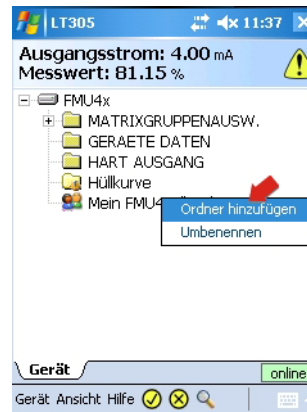 LT305 11:37
Ausgangsstrom: 4.00 mA
Messwert: 81.15 %
FMU4x
MATRIXGRUPPENAUSW.
GERAETE DATEN
HART AUSGANG
Hüllkurve
Mein FMU4
Ordner hinzufügen
Umbenennen
Gerät online
Gerät Ansicht Hilfe